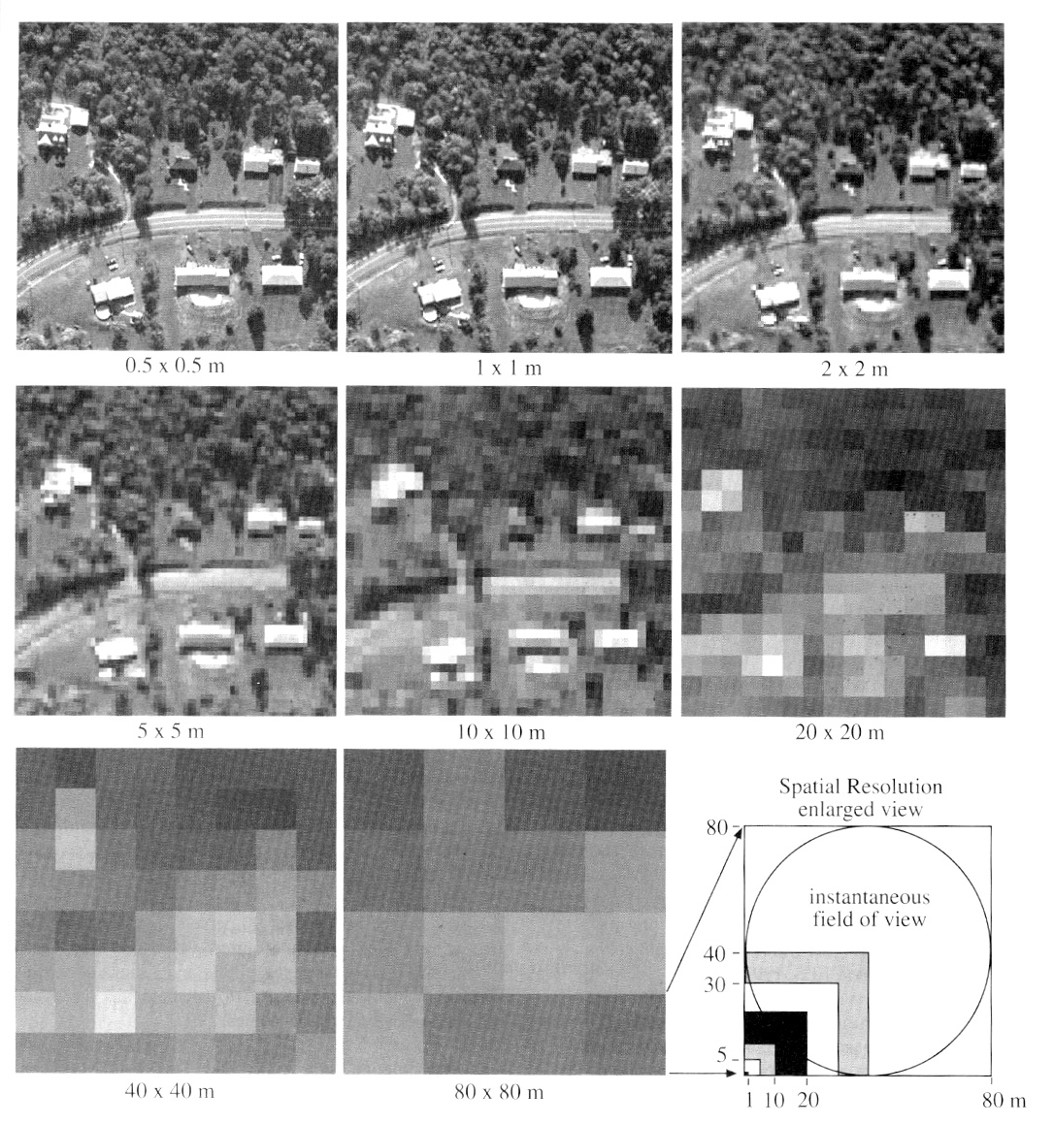 0.5 x 0.5 m
1 x 1 m
2 x 2 m
5 x 5 m
10 x 10 m
20 x 20 m
40 x 40 m
80 x 80 m
Spatial Resolution
enlarged view
80
instantaneous
field of view
40
30
5
1 10 20 80 m